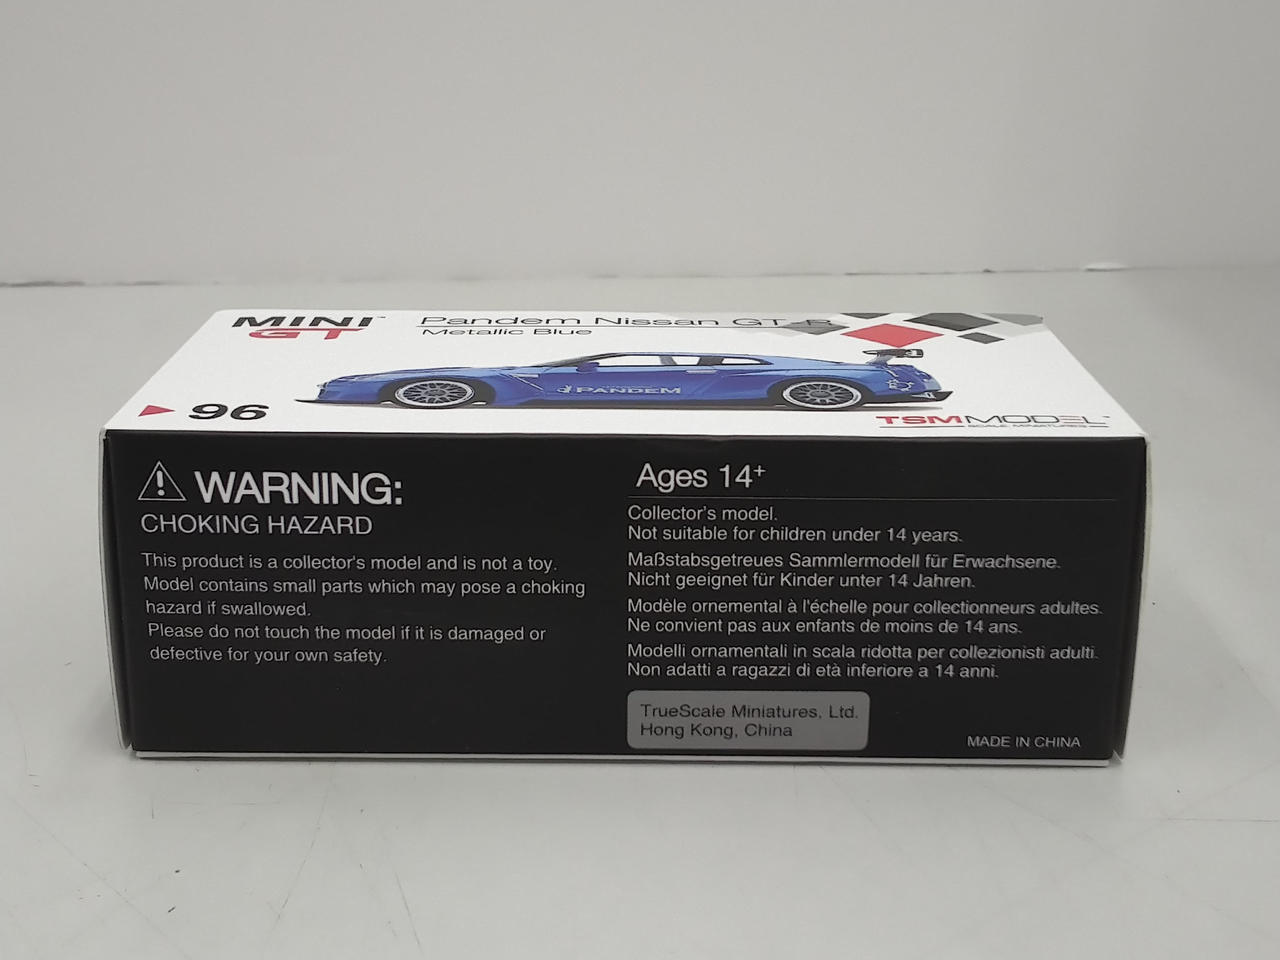 MINI GT
Pandem Nissan GT-R
Metallic Blue
PANDEM
96
TSMMODEL
SCALE MINIATURES
WARNING:
CHOKING HAZARD
This product is a collector's model and is not a toy.
Model contains small parts which may pose a choking
hazard if swallowed.
Please do not touch the model if it is damaged or
defective for your own safety.
Ages 14+
Collector's model.
Not suitable for children under 14 years.
Maßstabsgetreues Sammlermodell für Erwachsene.
Nicht geeignet für Kinder unter 14 Jahren.
Modèle ornemental à l'échelle pour collectionneurs adultes.
Ne convient pas aux enfants de moins de 14 ans.
Modelli ornamentali in scala ridotta per collezionisti adulti.
Non adatti a ragazzi di età inferiore a 14 anni.
TrueScale Miniatures, Ltd.
Hong Kong, China
MADE IN CHINA